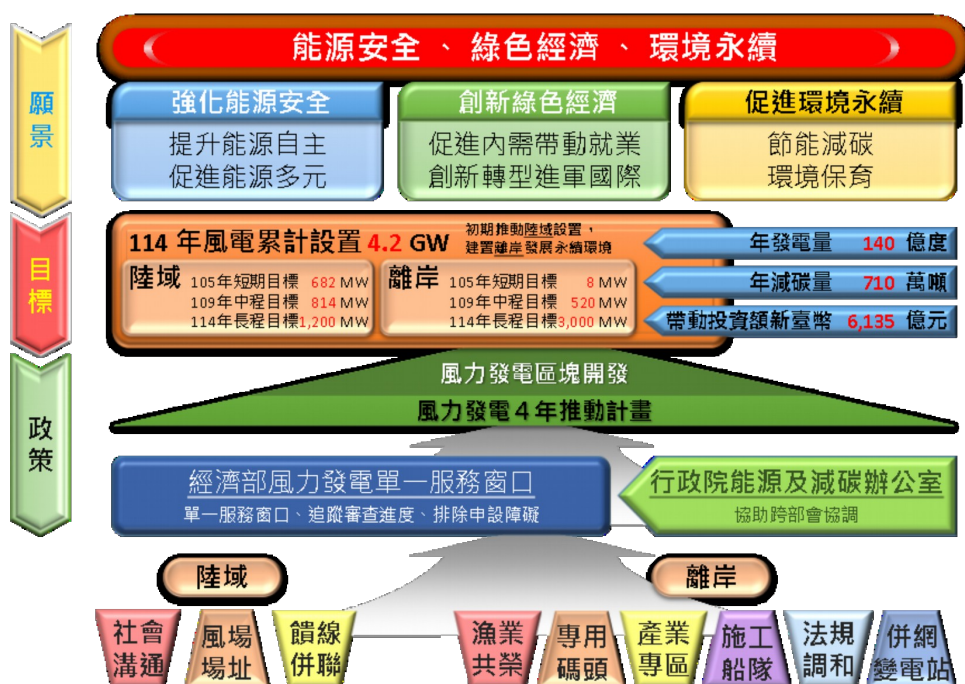 能源安全 、 綠色經濟 、 環境永續
願景
強化能源安全
提升能源自主
促進能源多元
創新綠色經濟
促進內需帶動就業
創新轉型進軍國際
促進環境永續
節能減碳
環境保育
目標
114 年風電累計設置 4.2 GW
初期推動陸域設置，
建置離岸發展永續環境
陸域
105年短期目標 682 MW
109年中程目標 814 MW
114年長程目標1,200 MW
離岸
105年短期目標 8 MW
109年中程目標 520 MW
114年長程目標3,000 MW
年發電量 140 億度
年減碳量 710 萬噸
帶動投資額新臺幣 6,135 億元
政策
風力發電區塊開發
風力發電４年推動計畫
經濟部風力發電單一服務窗口
單一服務窗口、追蹤審查進度、排除申設障礙
行政院能源及減碳辦公室
協助跨部會協調
陸域
社會
溝通
風場
場址
饋線
併聯
離岸
漁業
共榮
專用
碼頭
產業
專區
施工
船隊
法規
調和
併網
變電站